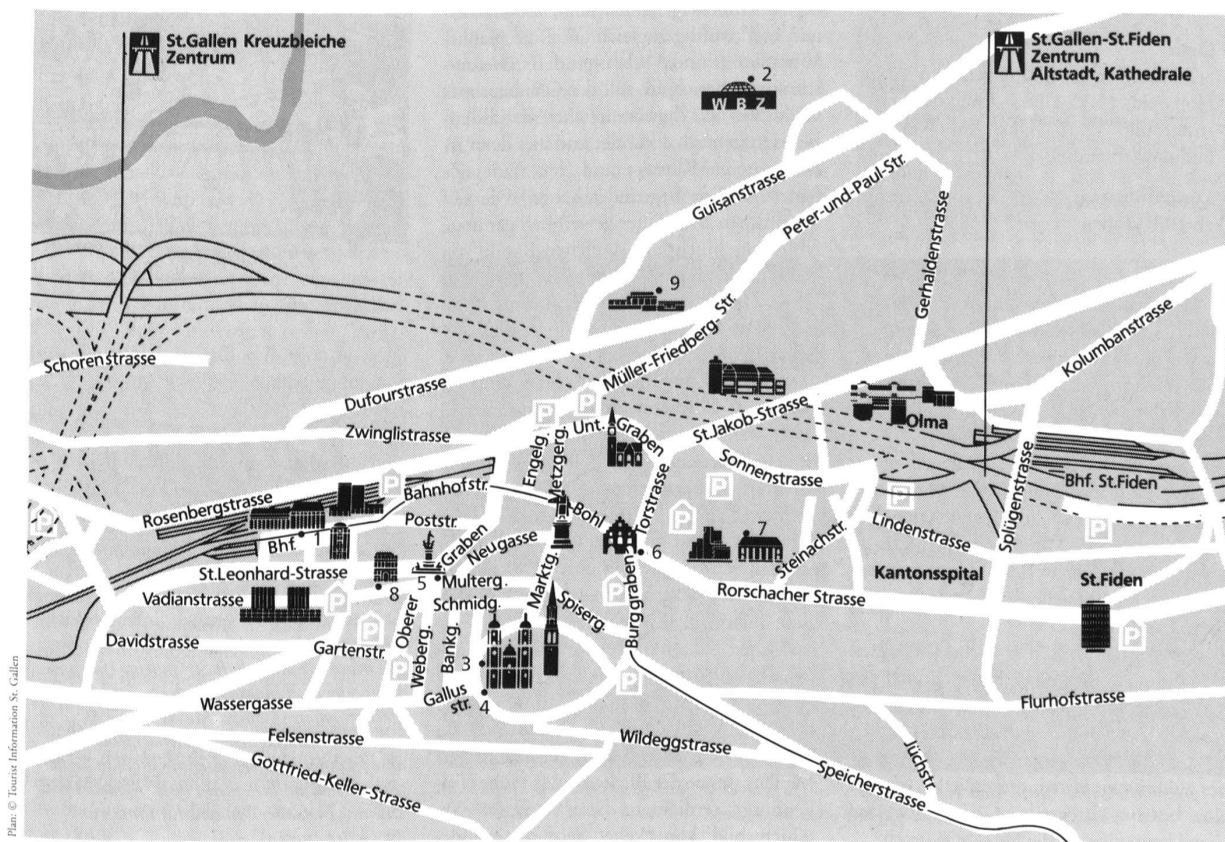 St.Gallen Kreuzbleiche
Zentrum
St.Gallen-St.Fiden
Zentrum
Altstadt, Kathedrale
2
W B Z
Guisanstrasse
Peter-und-Paul-Str.
Gerhaldenstrasse
9
Kolumbanstrasse
Schorenstrasse
Müller-Friedberg-Str.
Dufourstrasse
Olma
St.Jakob-Strasse
P
P
Unt. Graben
Zwinglistrasse
Engelg.
Metzgerg.
Sonnenstrasse
Bhf. St.Fiden
Splügenstrasse
Rosenbergstrasse
Bahnhofstr.
P
P
P
P
P
P
Bohl
Torstrasse
Poststr.
Lindenstrasse
Steinachstr.
Bhf.
1
Graben
Neugasse
7
6
St.Leonhard-Strasse
5
Multerg.
Marktg.
Kantonsspital
St.Fiden
8
Vadianstrasse
P
Schmidg.
Spiserg.
P
Burggraben
Rorschacher Strasse
Davidstrasse
P
Gartenstr.
Oberer
Weberg.
Bankg.
P
3
P
P
Wassergasse
Gallus
str.
4
Flurhofstrasse
Felsenstrasse
Wildeggstrasse
Jüchstr.
Gottfried-Keller-Strasse
Speicherstrasse
Plan: © Tourist Information St. Gallen